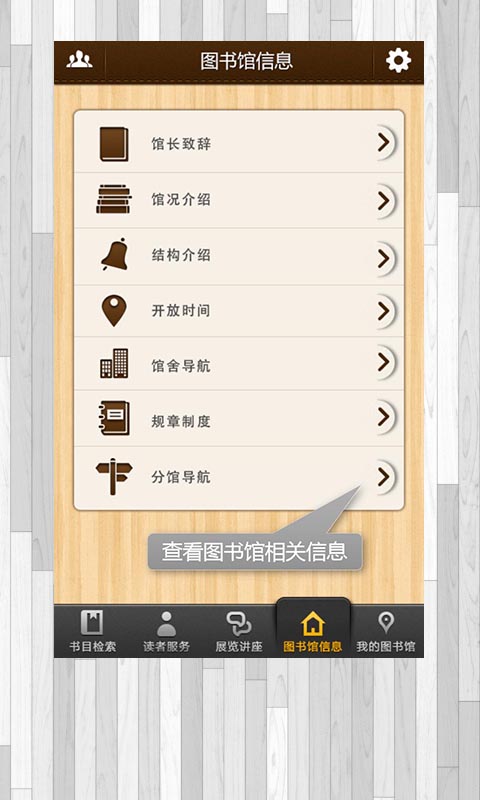 图书馆信息
馆长致辞
馆况介绍
结构介绍
开放时间
馆舍导航
规章制度
分馆导航
查看图书馆相关信息
书目检索 读者服务 展览讲座 图书馆信息 我的图书馆